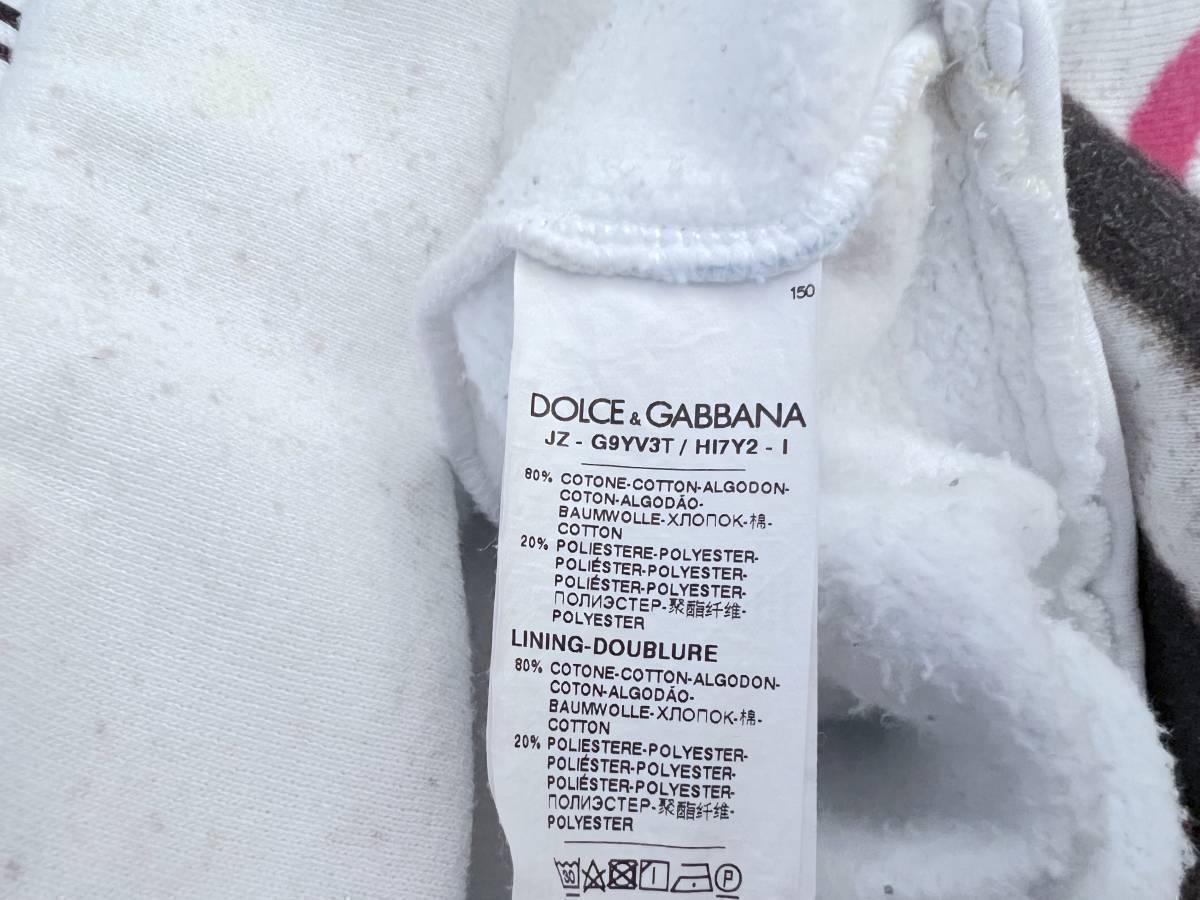 150
DOLCE & GABBANA
JZ - G9YV3T / HI7Y2 - I
80% COTONE-COTTON-ALGODON-
COTON-ALGODÃO-
BAUMWOLLE-ХЛОПОК-棉-
COTTON
20% POLIESTERE-POLYESTER-
POLIÉSTER-POLYESTER-
POLIÉSTER-POLYESTER-
ПОЛИЭСТЕР-聚酯纤维-
POLYESTER
LINING-DOUBLURE
80% COTONE-COTTON-ALGODON-
COTON-ALGODÃO-
BAUMWOLLE-ХЛОПОК-棉-
COTTON
20% POLIESTERE-POLYESTER-
POLIÉSTER-POLYESTER-
POLIÉSTER-POLYESTER-
ПОЛИЭСТЕР-聚酯纤维-
POLYESTER
30 P